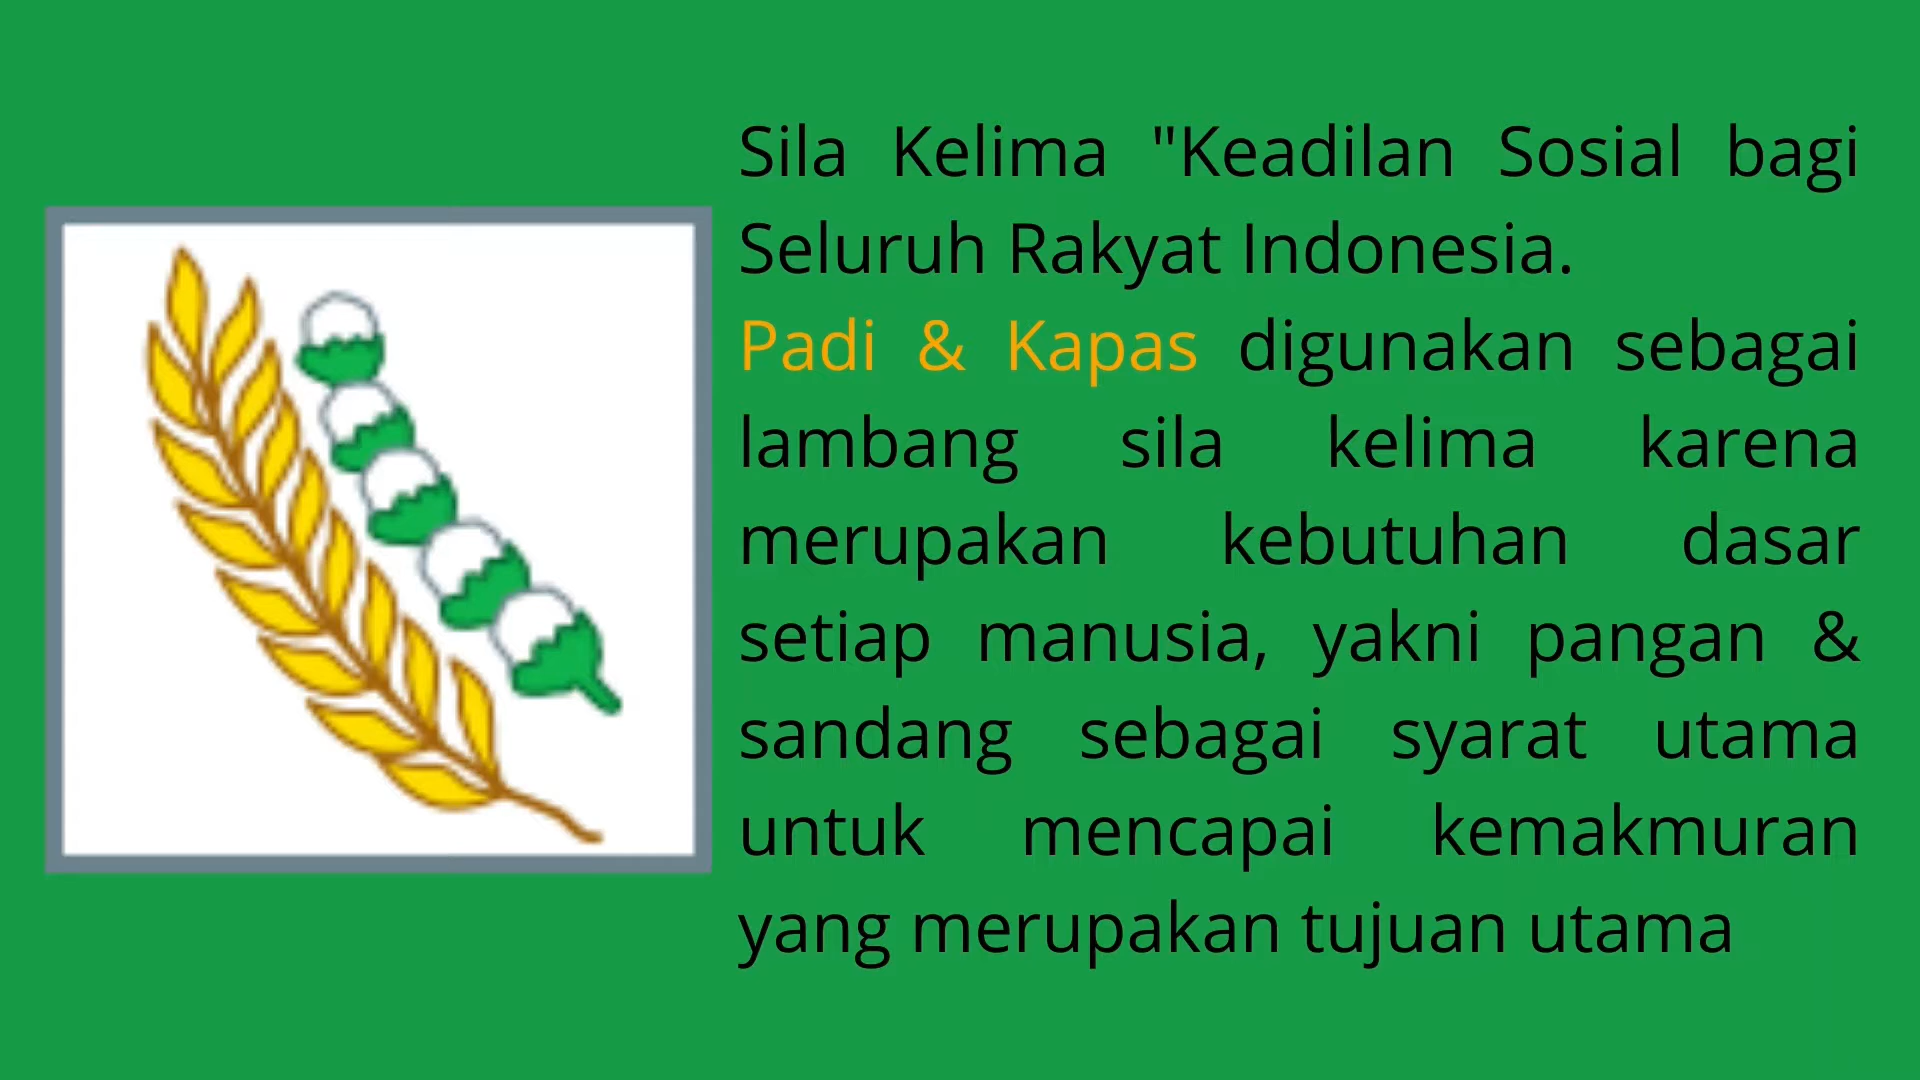 Sila Kelima "Keadilan Sosial bagi
Seluruh Rakyat Indonesia.
Padi & Kapas digunakan sebagai
lambang sila kelima karena
merupakan kebutuhan dasar
setiap manusia, yakni pangan &
sandang sebagai syarat utama
untuk mencapai kemakmuran
yang merupakan tujuan utama